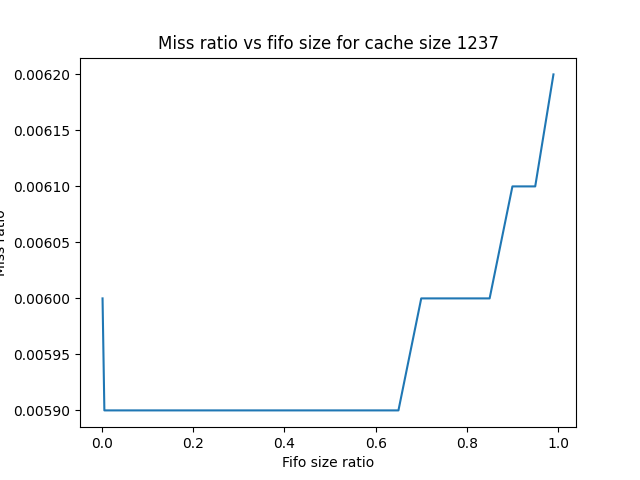 Miss ratio vs fifo size for cache size 1237
0.00620
0.00615
0.00610
0.00605
0.00600
0.00595
0.00590
Miss ratio
0.0 0.2 0.4 0.6 0.8 1.0
Fifo size ratio